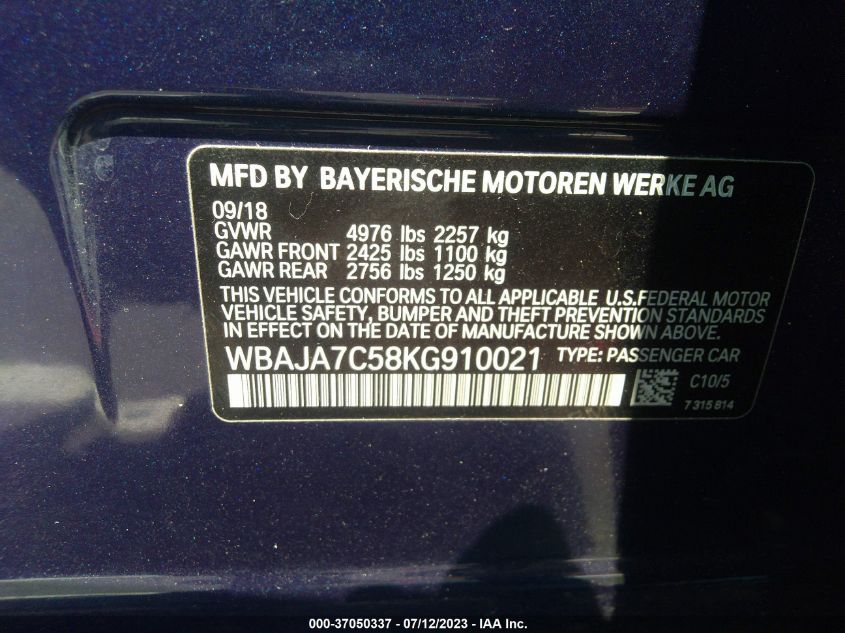 MFD BY BAYERISCHE MOTOREN WERKE AG
09/18
GVWR 4976 lbs 2257 kg
GAWR FRONT 2425 lbs 1100 kg
GAWR REAR 2756 lbs 1250 kg
THIS VEHICLE CONFORMS TO ALL APPLICABLE U.S.FEDERAL MOTOR
VEHICLE SAFETY, BUMPER AND THEFT PREVENTION STANDARDS
IN EFFECT ON THE DATE OF MANUFACTURE SHOWN ABOVE.
WBAJA7C58KG910021 TYPE: PASSENGER CAR
C10/5
7 315 814
000-37050337 - 07/12/2023 - IAA Inc.